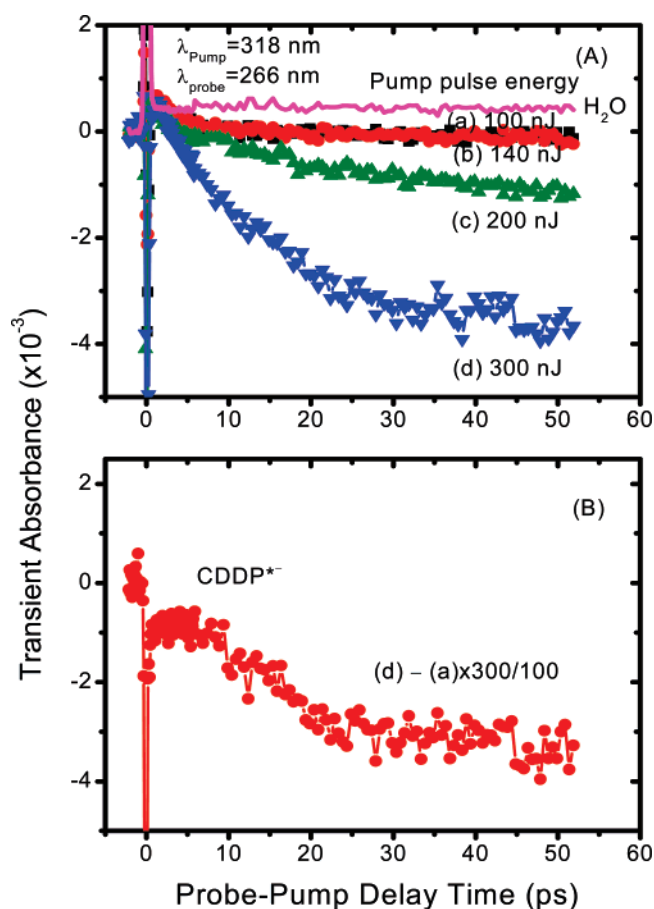 2
λPump=318 nm
(A)
λprobe=266 nm
Pump pulse energy
(a) 100 nJ
H2O
0
(b) 140 nJ
-2
(c) 200 nJ
-4
(d) 300 nJ
0 10 20 30 40 50 60
Transient Absorbance (x10-3)
2
(B)
0
CDDP*−
(d) − (a)x300/100
-2
-4
0 10 20 30 40 50 60
Probe-Pump Delay Time (ps)